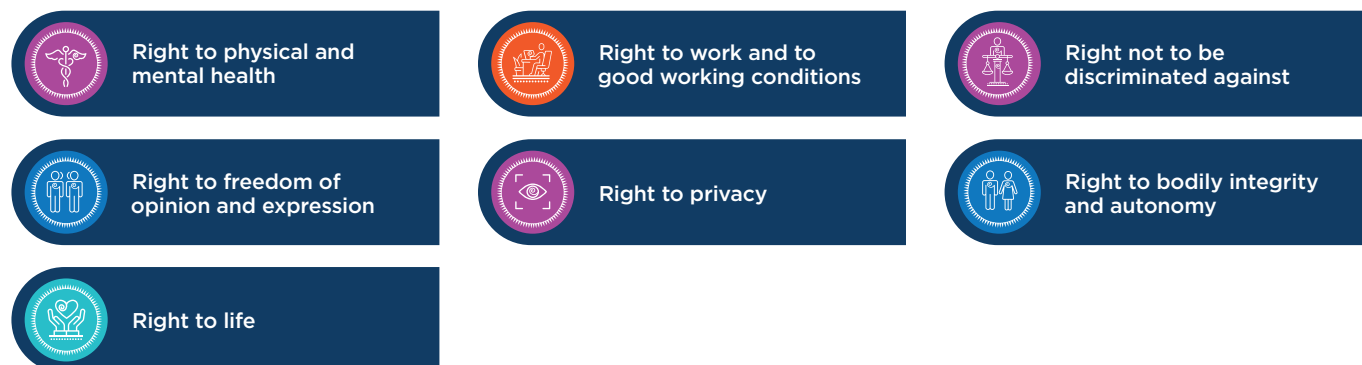 Right to physical and
mental health
Right to work and to
good working conditions
Right not to be
discriminated against
Right to freedom of
opinion and expression
Right to privacy
Right to bodily integrity
and autonomy
Right to life